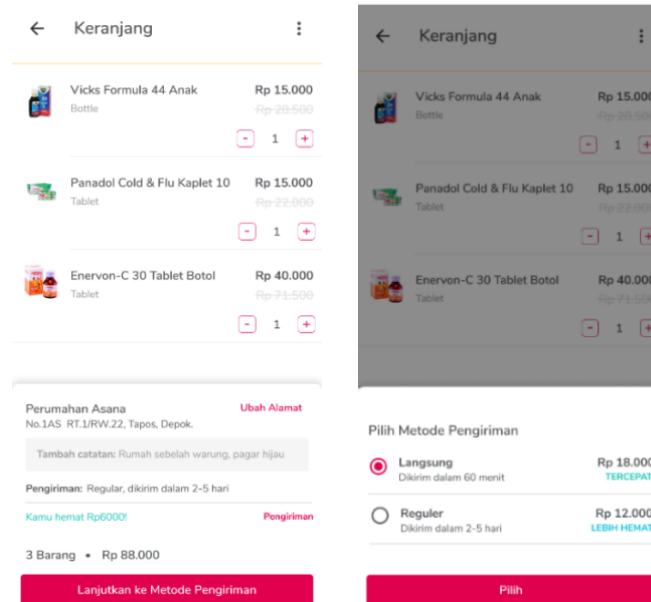 Keranjang
Vicks Formula 44 Anak Rp 15.000
Bottle Rp 28.500
- 1 +
Panadol Cold & Flu Kaplet 10 Rp 15.000
Tablet Rp 22.000
- 1 +
Enervon-C 30 Tablet Botol Rp 40.000
Tablet Rp 71.500
- 1 +
Perumahan Asana Ubah Alamat
No.1AS RT.1/RW.22, Tapos, Depok.
Tambah catatan: Rumah sebelah warung, pagar hijau
Pengiriman: Regular, dikirim dalam 2-5 hari
Kamu hemat Rp6000! Pengiriman
3 Barang • Rp 88.000
Lanjutkan ke Metode Pengiriman
Keranjang
Vicks Formula 44 Anak Rp 15.000
Bottle Rp 28.500
- 1 +
Panadol Cold & Flu Kaplet 10 Rp 15.000
Tablet Rp 22.000
- 1 +
Enervon-C 30 Tablet Botol Rp 40.000
Tablet Rp 71.500
- 1 +
Pilih Metode Pengiriman
Langsung Rp 18.000
Dikirim dalam 60 menit TERCEPAT
Reguler Rp 12.000
Dikirim dalam 2-5 hari LEBIH HEMAT
Pilih